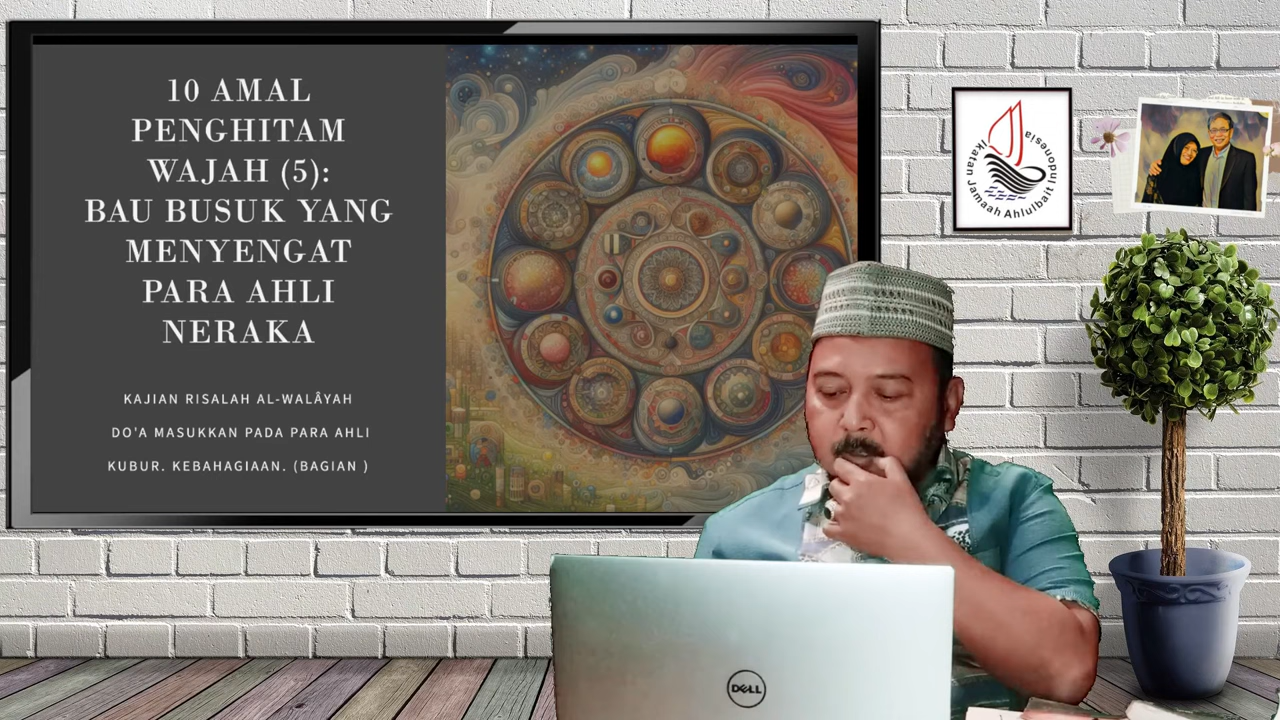 10 AMAL
PENGHITAM
WAJAH (5):
BAU BUSUK YANG
MENYENGAT
PARA AHLI
NERAKA
KAJIAN RISALAH AL-WALÂYAH
DO'A MASUKKAN PADA PARA AHLI
KUBUR. KEBAHAGIAAN. (BAGIAN )
Ikatan Jamaah Ahlulbait Indonesia
DELL